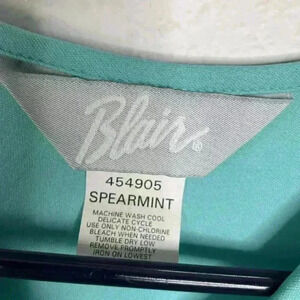 Blair®
454905
SPEARMINT
MACHINE WASH COOL
DELICATE CYCLE
USE ONLY NON-CHLORINE
BLEACH WHEN NEEDED
TUMBLE DRY LOW
REMOVE PROMPTLY
IRON ON LOWEST